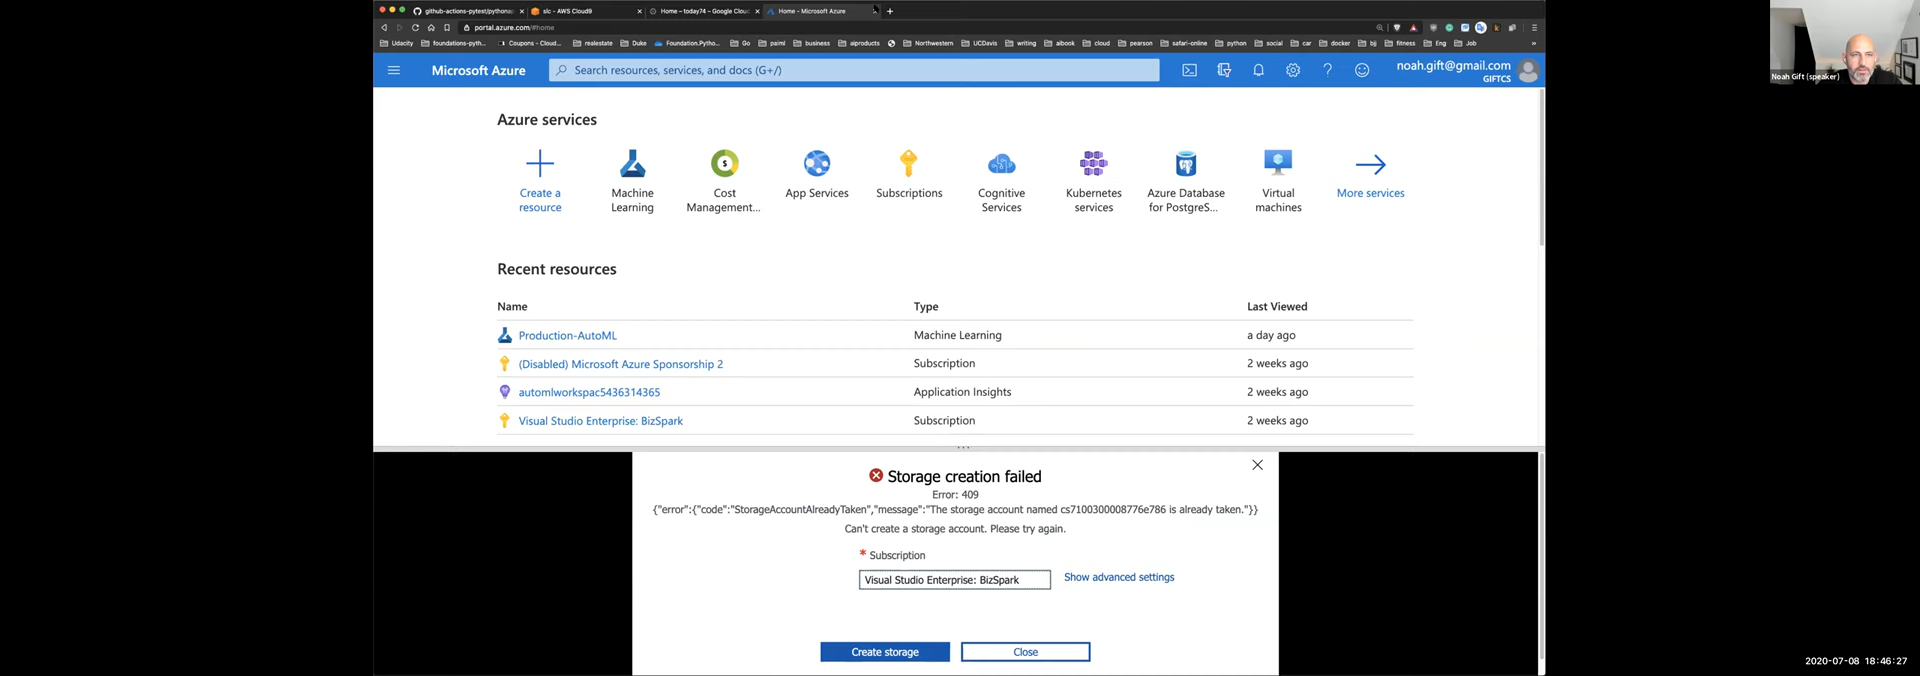 github-actions-pytest/pythona
slc - AWS Cloud9
Home – today74 – Google Clou
Home - Microsoft Azure
portal.azure.com/#home
Udacity
foundations-pyth...
Coupons - Cloud...
realestate
Duke
Foundation.Pytho...
Go
paiml
business
aiproducts
Northwestern
UCDavis
writing
aibook
cloud
pearson
safari-online
python
social
car
docker
bjj
fitness
Eng
Job
»
Microsoft Azure
Search resources, services, and docs (G+/)
noah.gift@gmail.com
GIFTCS
Noah Gift (speaker)
Azure services
Create a
resource
Machine
Learning
Cost
Management...
App Services
Subscriptions
Cognitive
Services
Kubernetes
services
Azure Database
for PostgreS...
Virtual
machines
More services
Recent resources
Name Type Last Viewed
Production-AutoML Machine Learning a day ago
(Disabled) Microsoft Azure Sponsorship 2 Subscription 2 weeks ago
automlworkspac5436314365 Application Insights 2 weeks ago
Visual Studio Enterprise: BizSpark Subscription 2 weeks ago
Storage creation failed
Error: 409
{"error":{"code":"StorageAccountAlreadyTaken","message":"The storage account named cs7100300008776e786 is already taken."}}
Can't create a storage account. Please try again.
* Subscription
Visual Studio Enterprise: BizSpark
Show advanced settings
Create storage
Close
2020-07-08 18:46:27